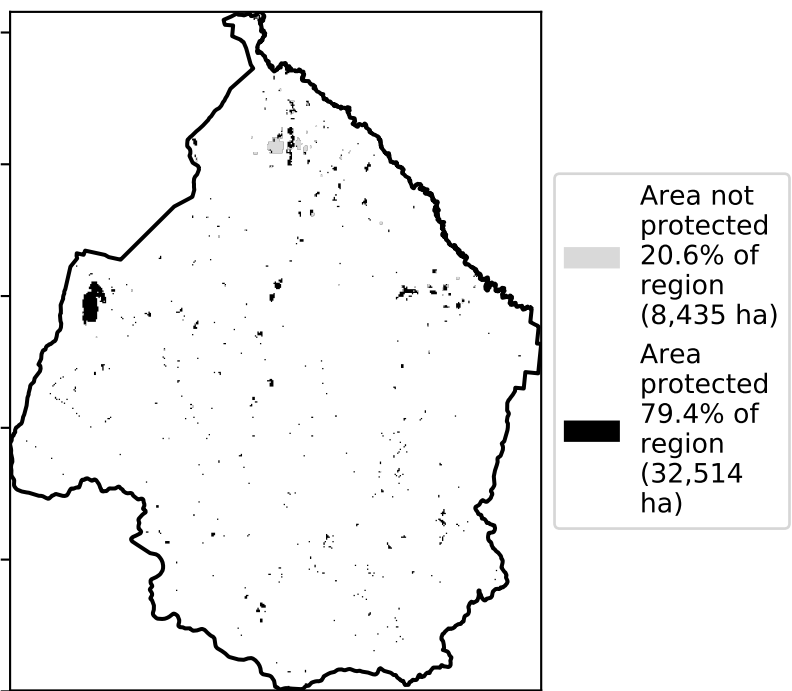 Area not
protected
20.6% of
region
(8,435 ha)
Area
protected
79.4% of
region
(32,514
ha)